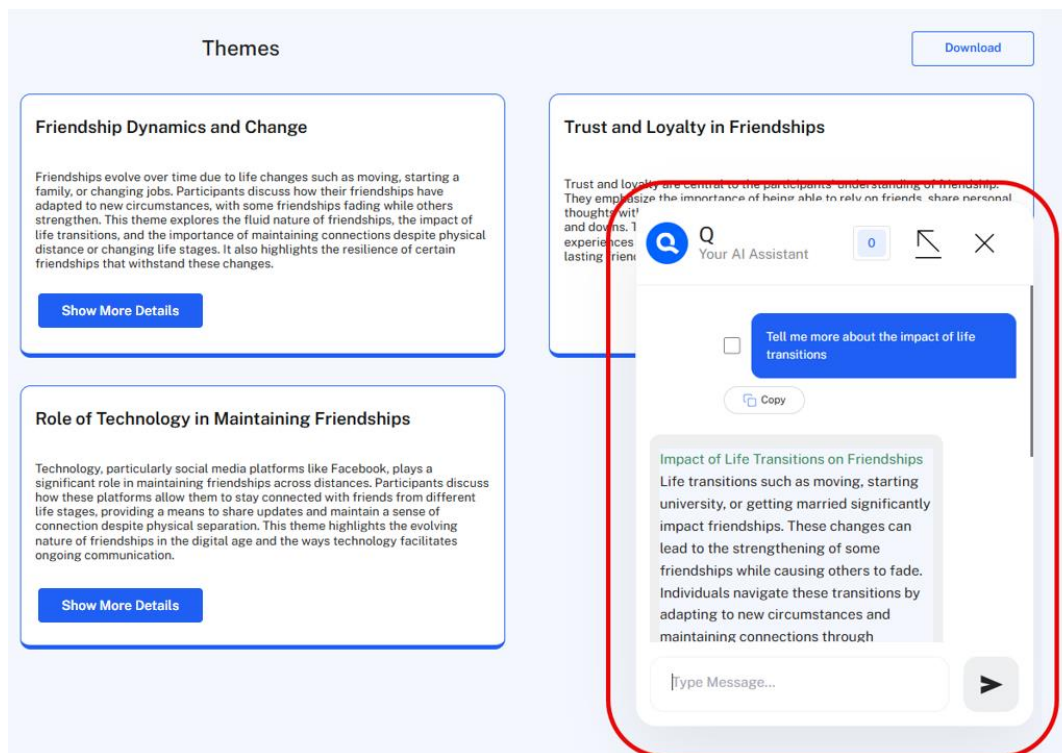 Themes
Download
Friendship Dynamics and Change
Friendships evolve over time due to life changes such as moving, starting a
family, or changing jobs. Participants discuss how their friendships have
adapted to new circumstances, with some friendships fading while others
strengthen. This theme explores the fluid nature of friendships, the impact of
life transitions, and the importance of maintaining connections despite physical
distance or changing life stages. It also highlights the resilience of certain
friendships that withstand these changes.
Show More Details
Trust and Loyalty in Friendships
Trust and loyalty are central to the participants' understanding of friendship.
They emphasize the importance of being able to rely on friends, share personal
thoughts
and downs.
experiences
lasting
Q
Your AI Assistant
0
Tell me more about the impact of life
transitions
Copy
Impact of Life Transitions on Friendships
Life transitions such as moving, starting
university, or getting married significantly
impact friendships. These changes can
lead to the strengthening of some
friendships while causing others to fade.
Individuals navigate these transitions by
adapting to new circumstances and
maintaining connections through
Type Message...
Role of Technology in Maintaining Friendships
Technology, particularly social media platforms like Facebook, plays a
significant role in maintaining friendships across distances. Participants discuss
how these platforms allow them to stay connected with friends from different
life stages, providing a means to share updates and maintain a sense of
connection despite physical separation. This theme highlights the evolving
nature of friendships in the digital age and the ways technology facilitates
ongoing communication.
Show More Details